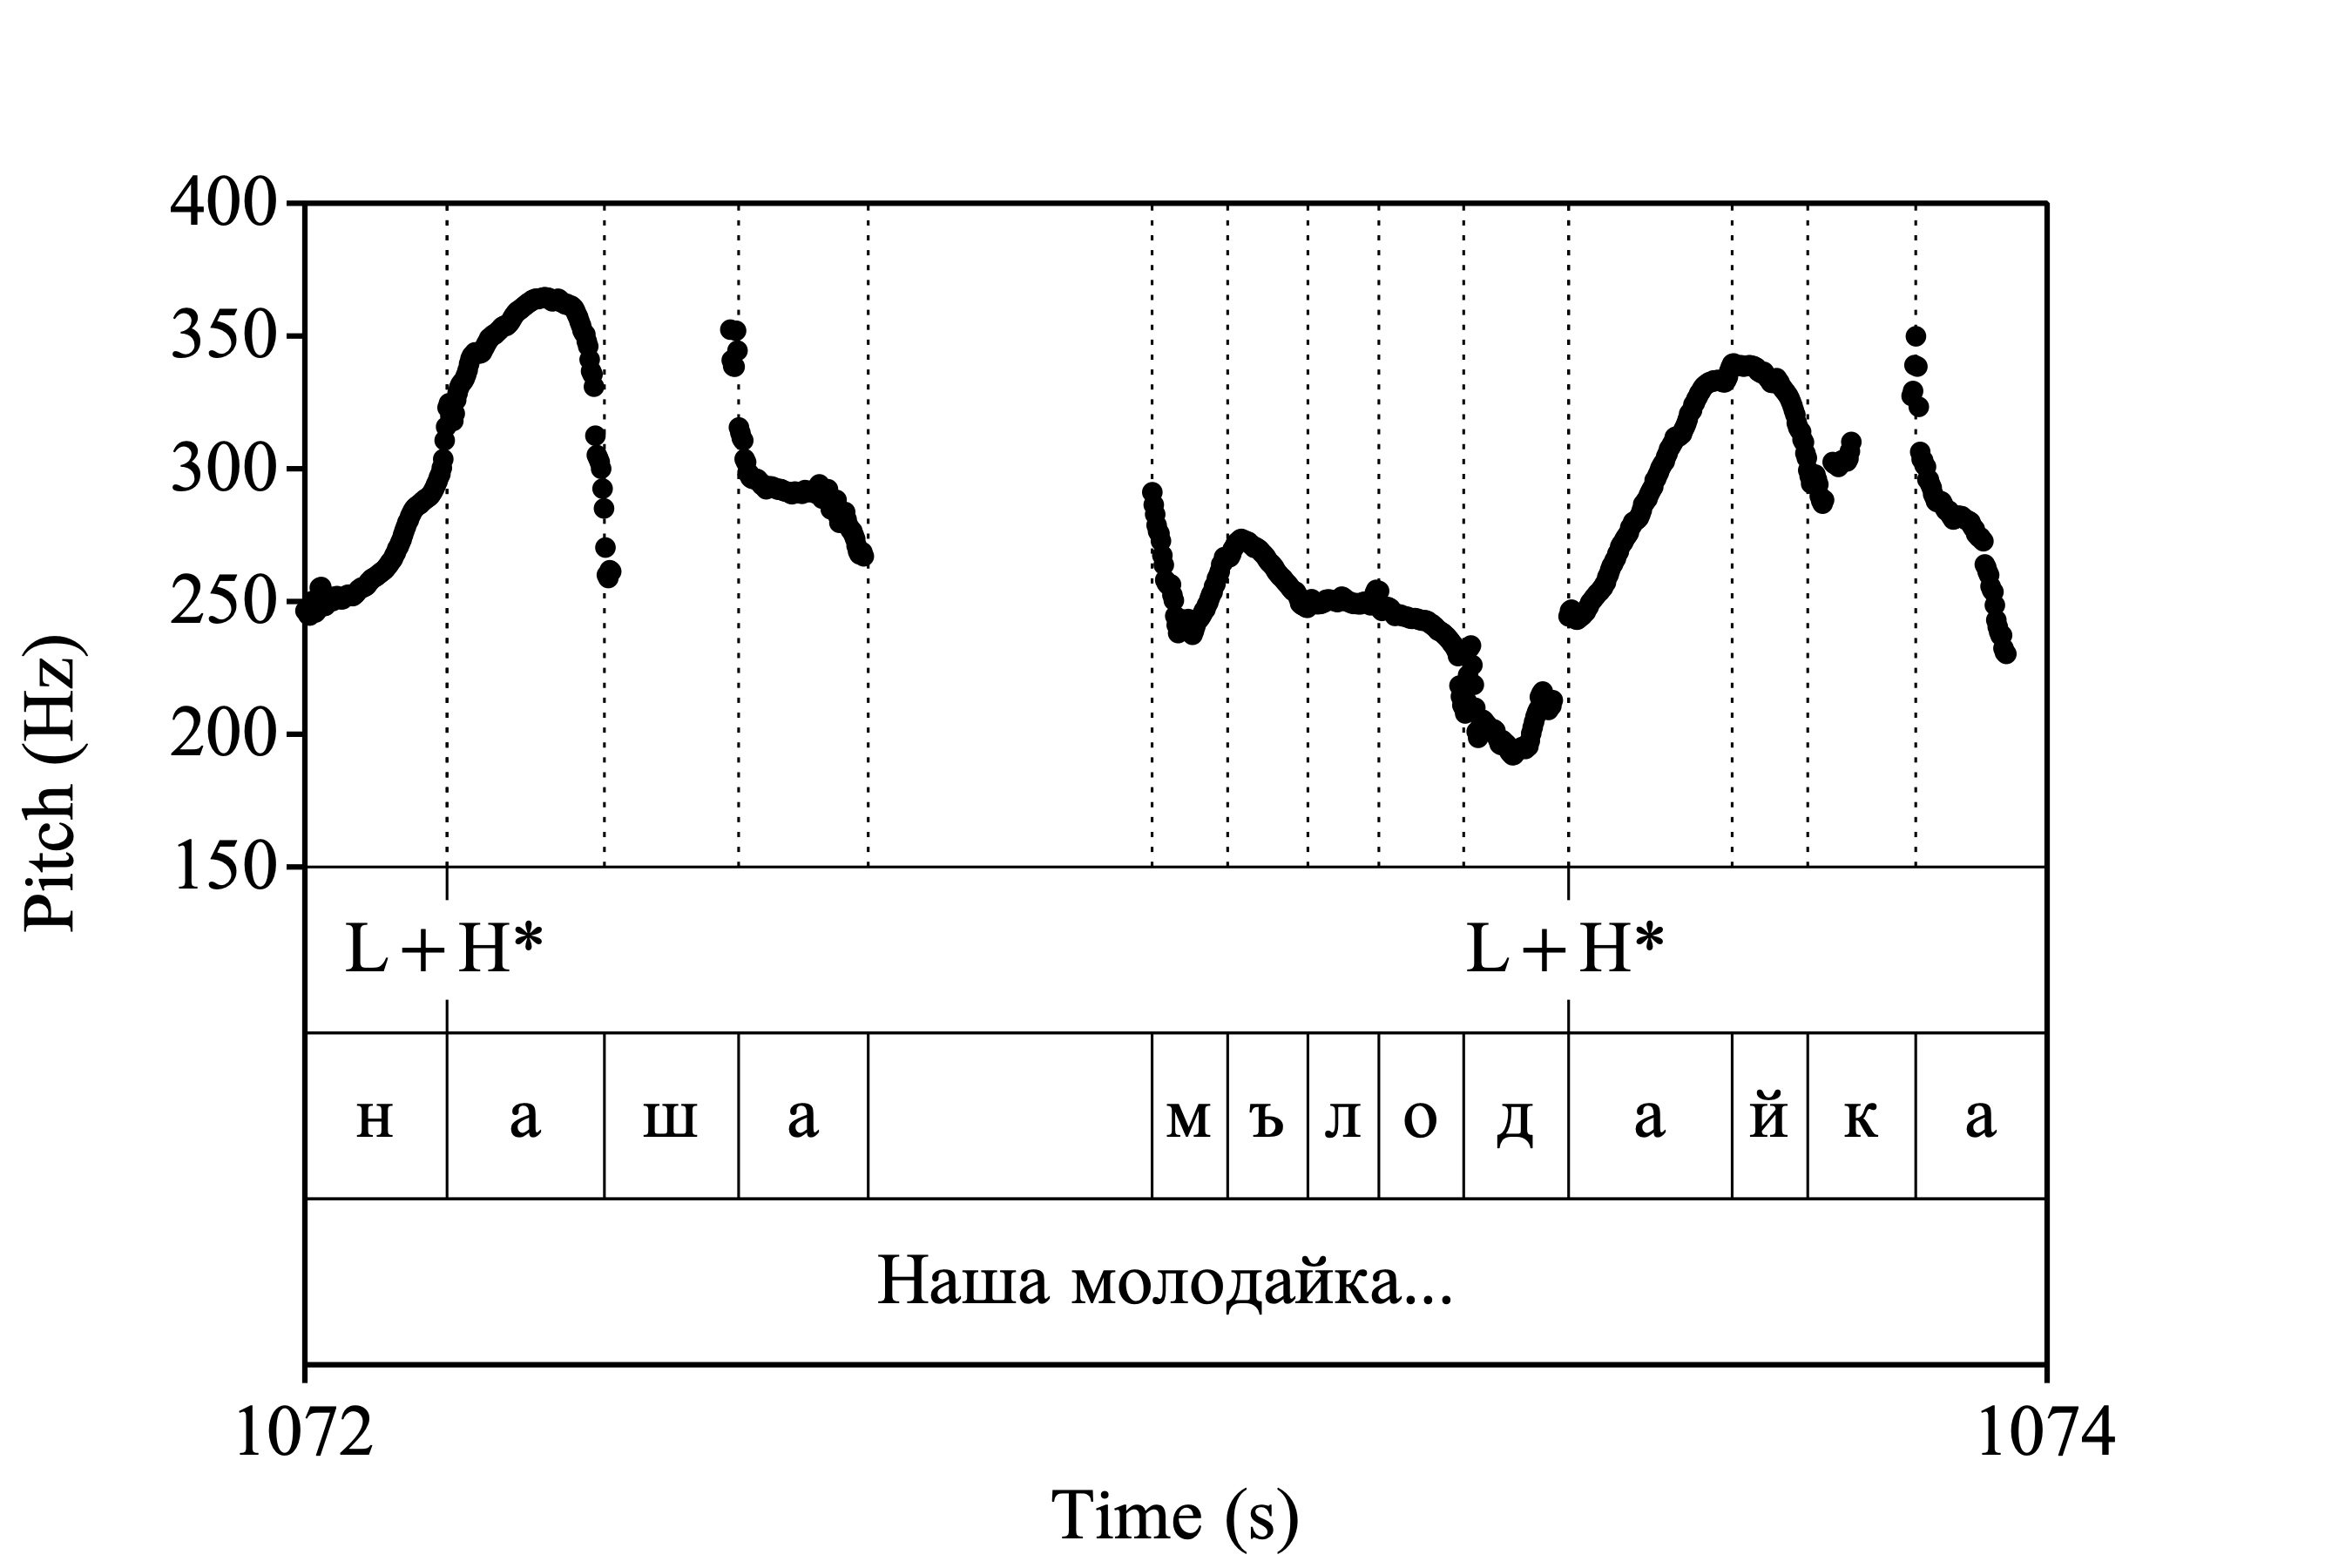 400
350
300
250
200
150
Pitch (Hz)
L + H* L + H*
н а ш а м ъ л о д а й к а
Наша молодайка...
1072 1074
Time (s)